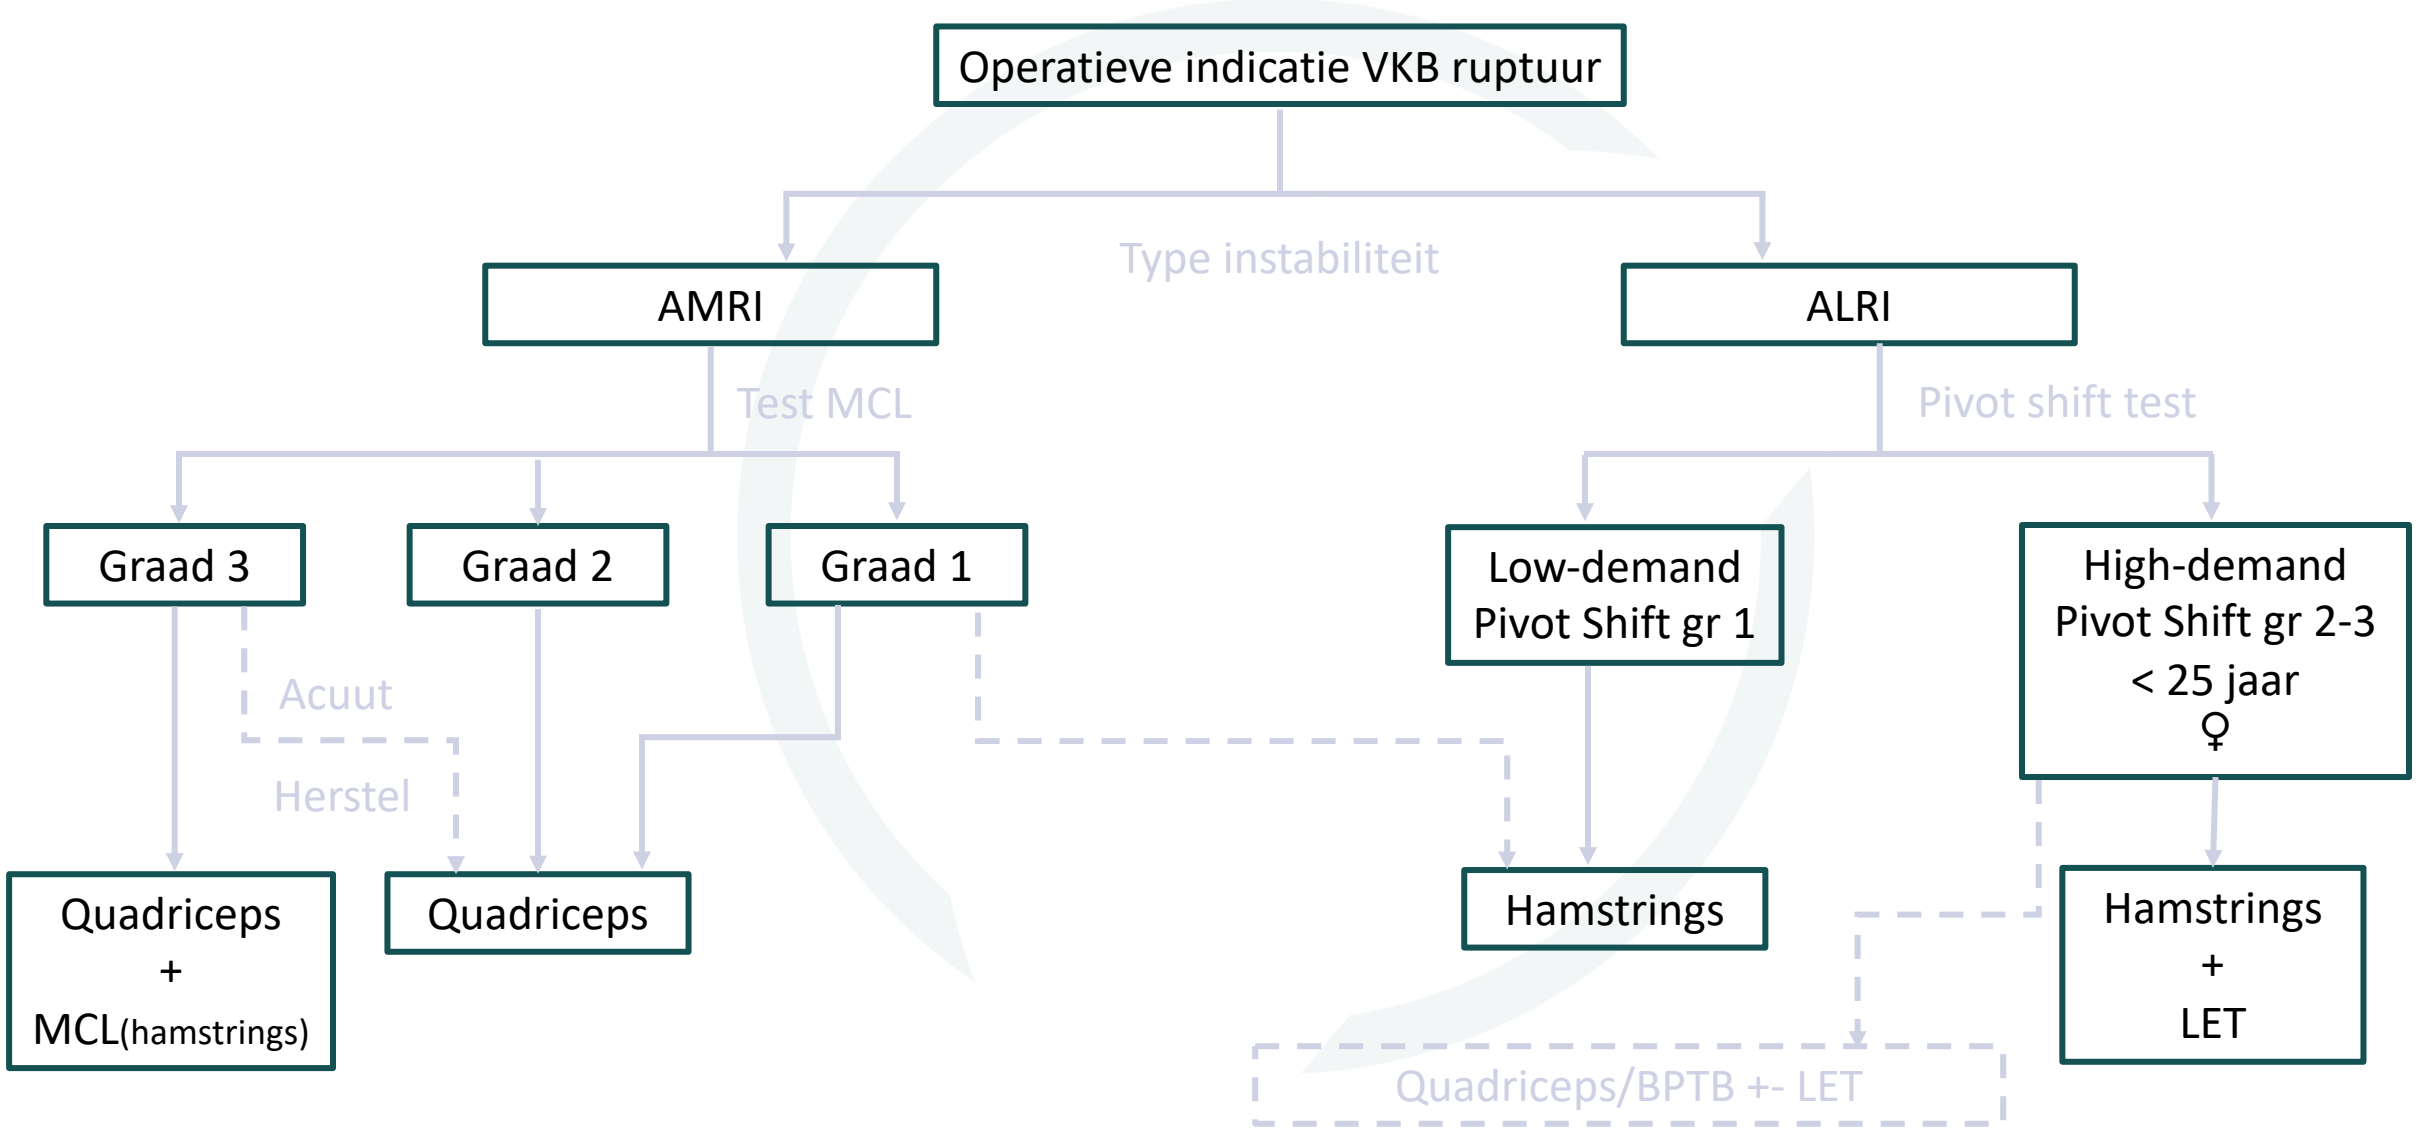 Operatieve indicatie VKB ruptuur
Type instabiliteit
AMRI
ALRI
Test MCL
Pivot shift test
Graad 3
Graad 2
Graad 1
Low-demand
Pivot Shift gr 1
High-demand
Pivot Shift gr 2-3
< 25 jaar
♀
Acuut
Herstel
Quadriceps
+
MCL(hamstrings)
Quadriceps
Hamstrings
Hamstrings
+
LET
Quadriceps/BPTB +- LET